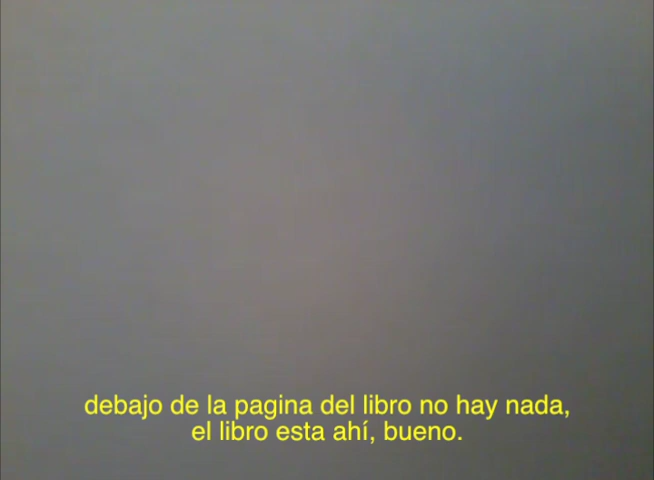 debajo de la pagina del libro no hay nada,
el libro esta ahí, bueno.